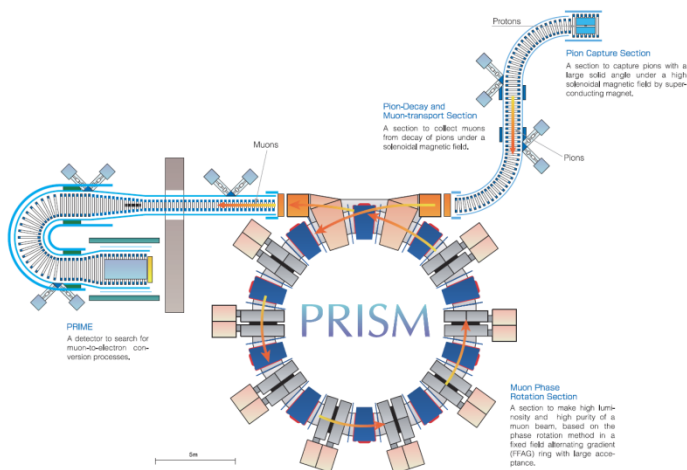 Protons
Pion Capture Section
A section to capture pions with a
large solid angle under a high
solenoidal magnetic field by super-
conducting magnet.
Pion-Decay and
Muon-transport Section
A section to collect muons
from decay of pions under a
solenoidal magnetic field.
Muons
Pions
PRISM
PRIME
A detector to search for
muon-to-electron con-
version processes.
Muon Phase
Rotation Section
A section to make high lumi-
nosity and high purity of a
muon beam, based on the
phase rotation method in a
fixed field alternating gradient
(FFAG) ring with large acce-
ptance.
5m